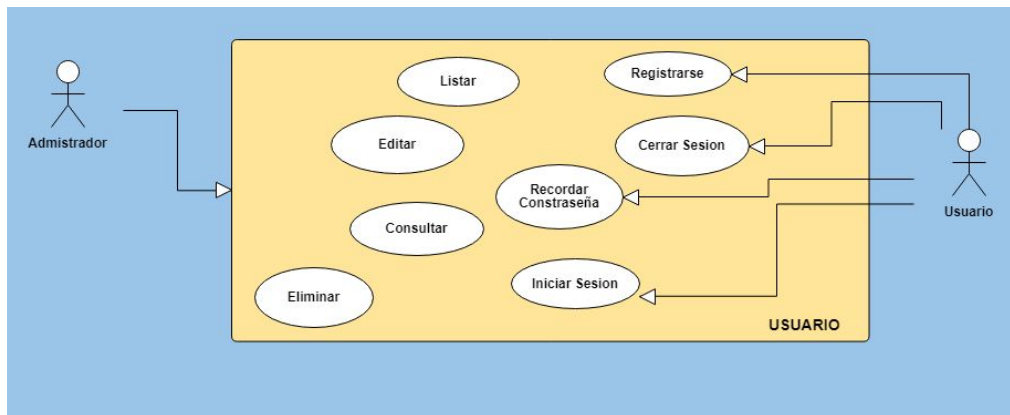 Admistrador
Listar
Registrarse
Editar
Cerrar Sesion
Recordar
Constraseña
Usuario
Consultar
Iniciar Sesion
Eliminar
USUARIO